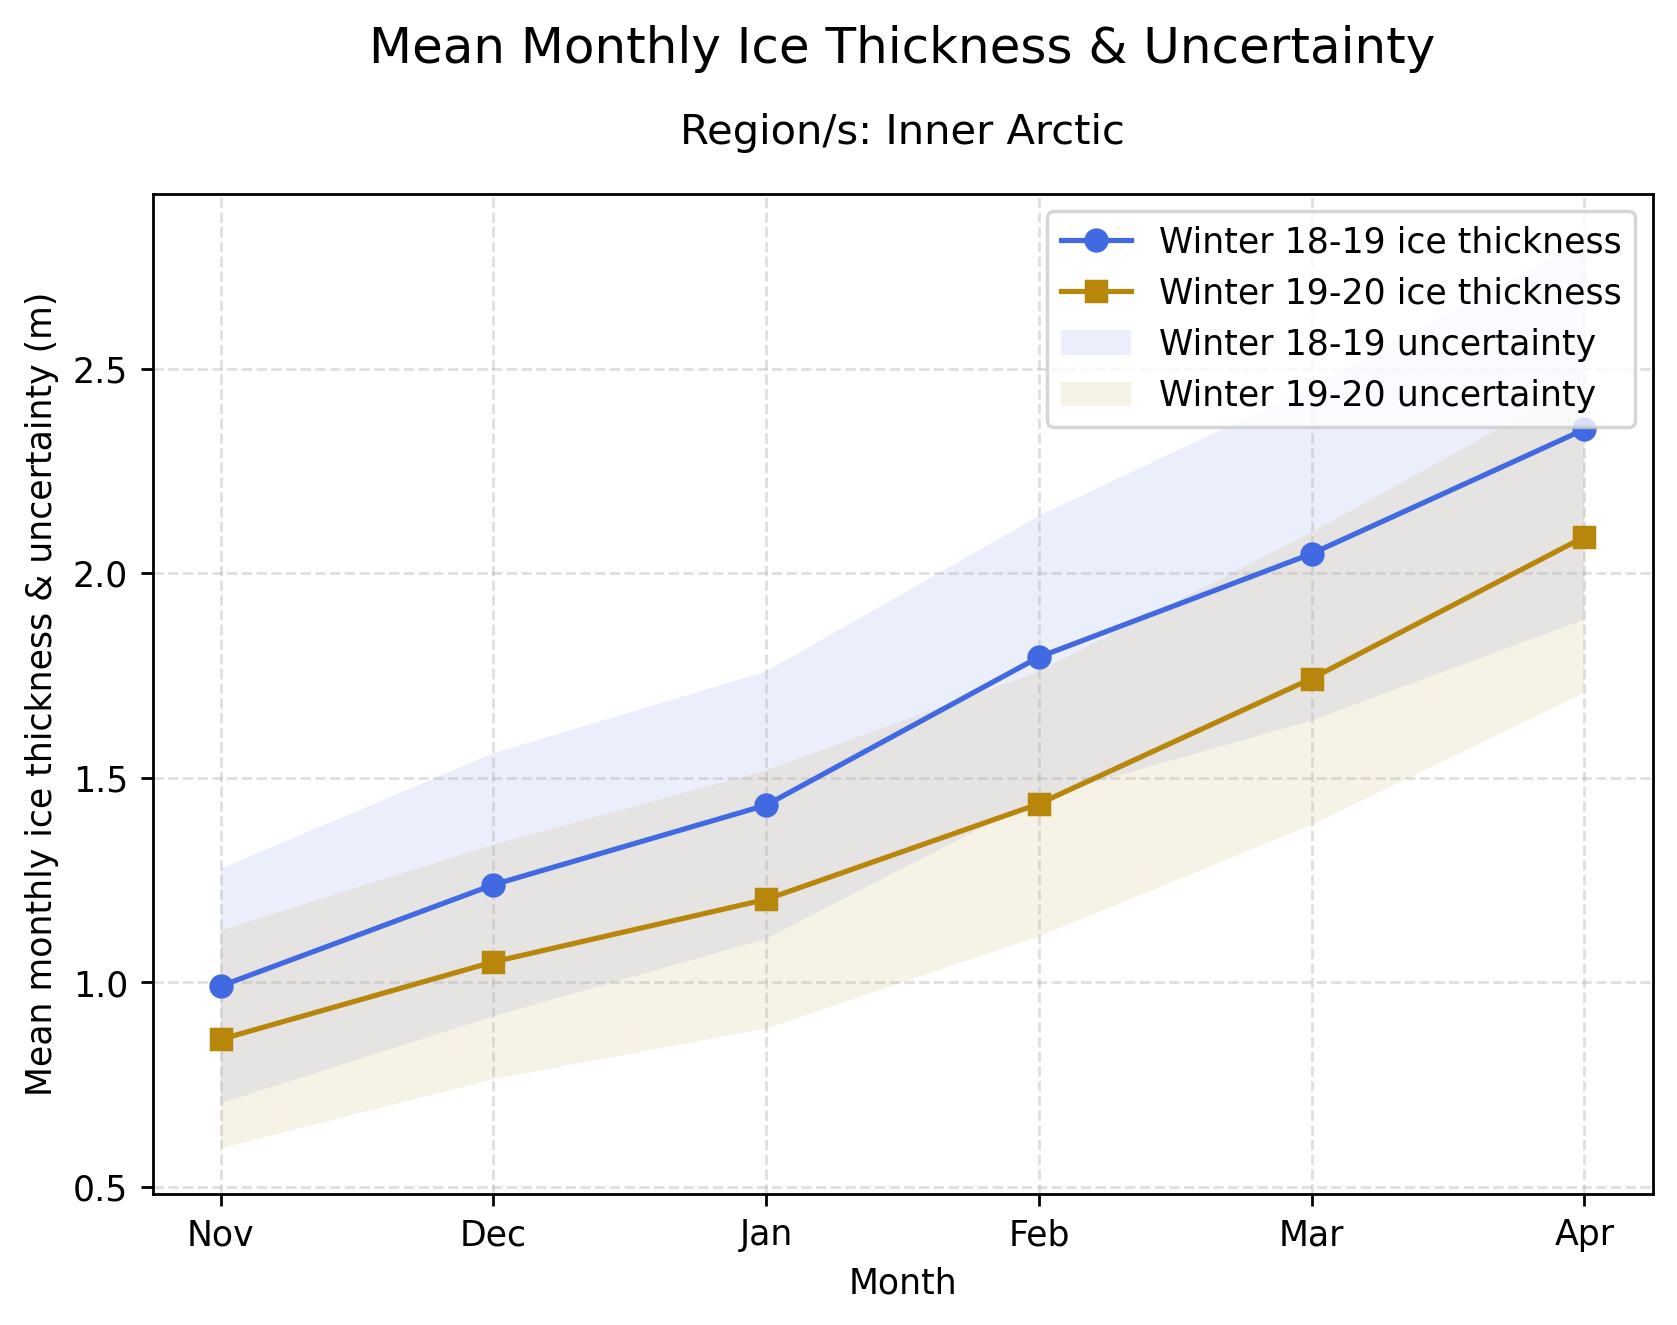 Mean Monthly Ice Thickness & Uncertainty
Region/s: Inner Arctic
Winter 18-19 ice thickness
Winter 19-20 ice thickness
Winter 18-19 uncertainty
Winter 19-20 uncertainty
Mean monthly ice thickness & uncertainty (m)
2.5
2.0
1.5
1.0
0.5
Nov Dec Jan Feb Mar Apr
Month